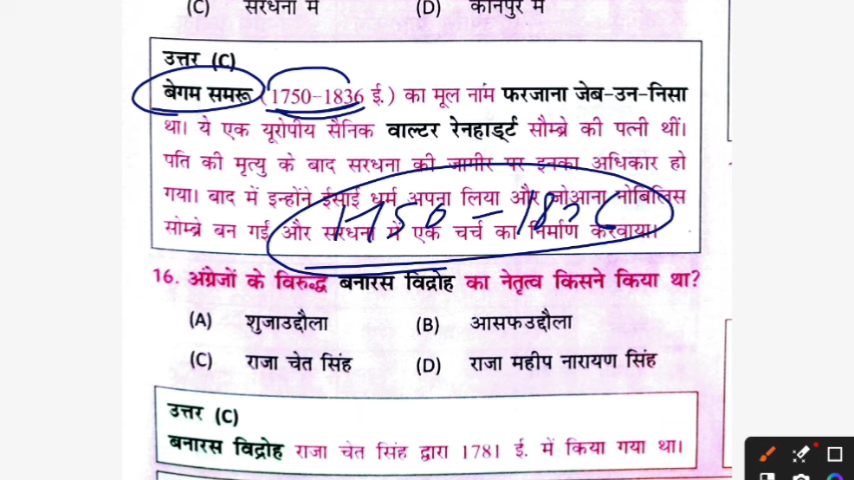 (C) सरधना में (D) कानपुर में
उत्तर (C)
बेगम समरू (1750-1836 ई.) का मूल नाम फरजाना जेब-उन-निसा
था। ये एक यूरोपीय सैनिक वाल्टर रेनहार्ड्ट सौम्ब्रे की पत्नी थीं।
पति की मृत्यु के बाद सरधना की जागीर पर इनका अधिकार हो
गया। बाद में इन्होंने ईसाई धर्म अपना लिया और जोआना नोबिलिस
सोम्ब्रे बन गईं और सरधना में एक चर्च का निर्माण करवाया।
1750-1836
16. अंग्रेजों के विरुद्ध बनारस विद्रोह का नेतृत्व किसने किया था?
(A) शुजाउद्दौला (B) आसफउद्दौला
(C) राजा चेत सिंह (D) राजा महीप नारायण सिंह
उत्तर (C)
बनारस विद्रोह राजा चेत सिंह द्वारा 1781 ई. में किया गया था।